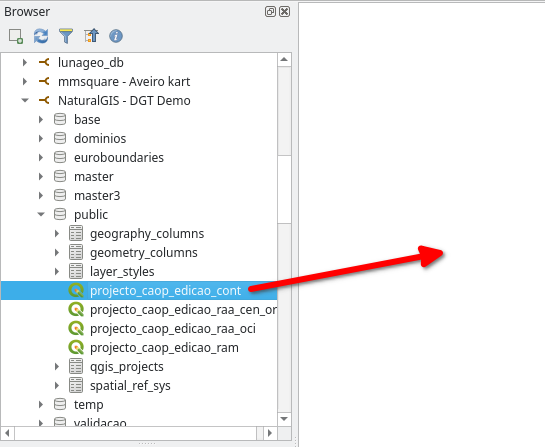 Browser
lunageo_db
mmsquare - Aveiro kart
NaturalGIS - DGT Demo
base
dominios
euroboundaries
master
master3
public
geography_columns
geometry_columns
layer_styles
projecto_caop_edicao_cont
projecto_caop_edicao_raa_cen_or
projecto_caop_edicao_raa_oci
projecto_caop_edicao_ram
qgis_projects
spatial_ref_sys
temp
validacao